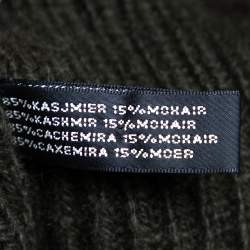 85%KASJMIER 15%MOHAIR
85%KASHMIR 15%MOHAIR
85%CACHEMIRA 15%MOHAIR
85%CAXEMIRA 15%MOER